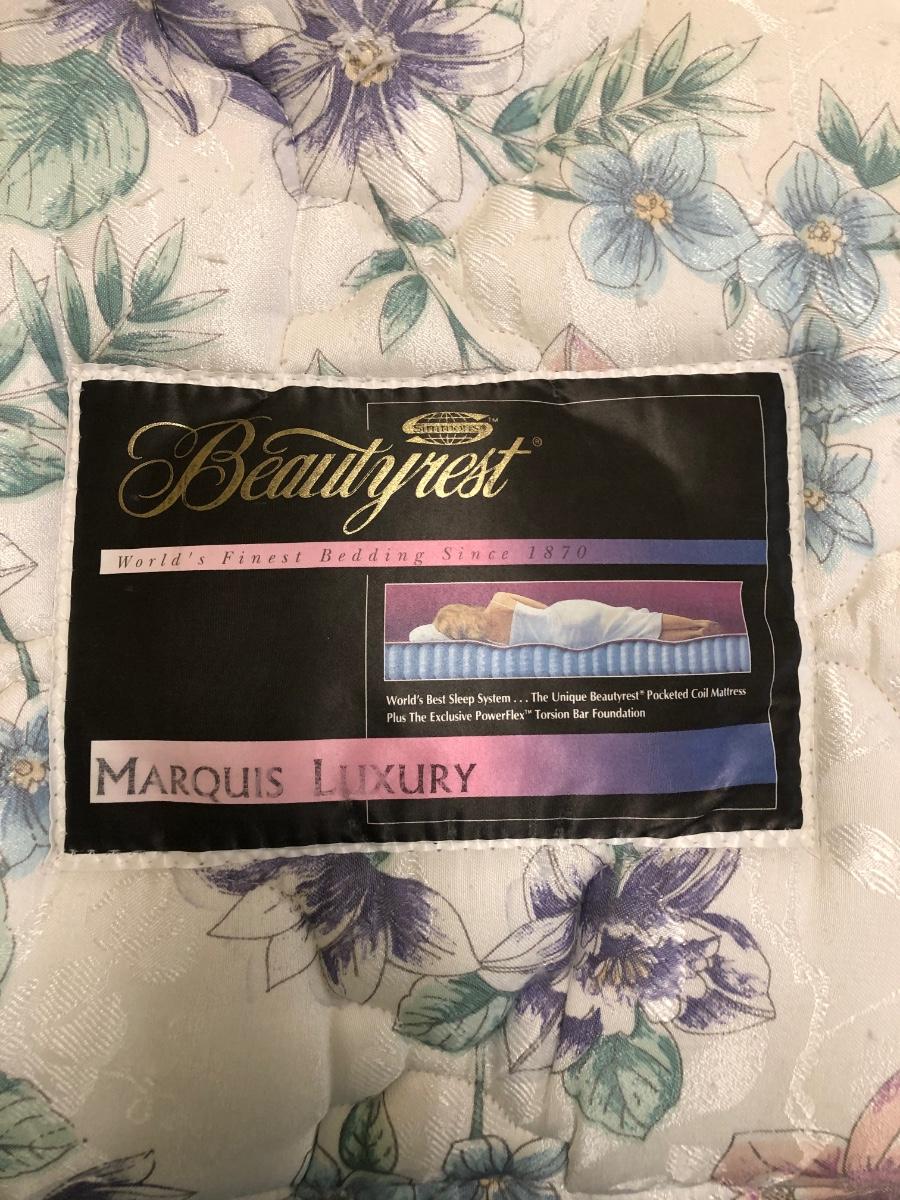 Simmons™
Beautyrest®
World's Finest Bedding Since 1870
World's Best Sleep System . . . The Unique Beautyrest® Pocketed Coil Mattress
Plus The Exclusive PowerFlex™ Torsion Bar Foundation
MARQUIS LUXURY